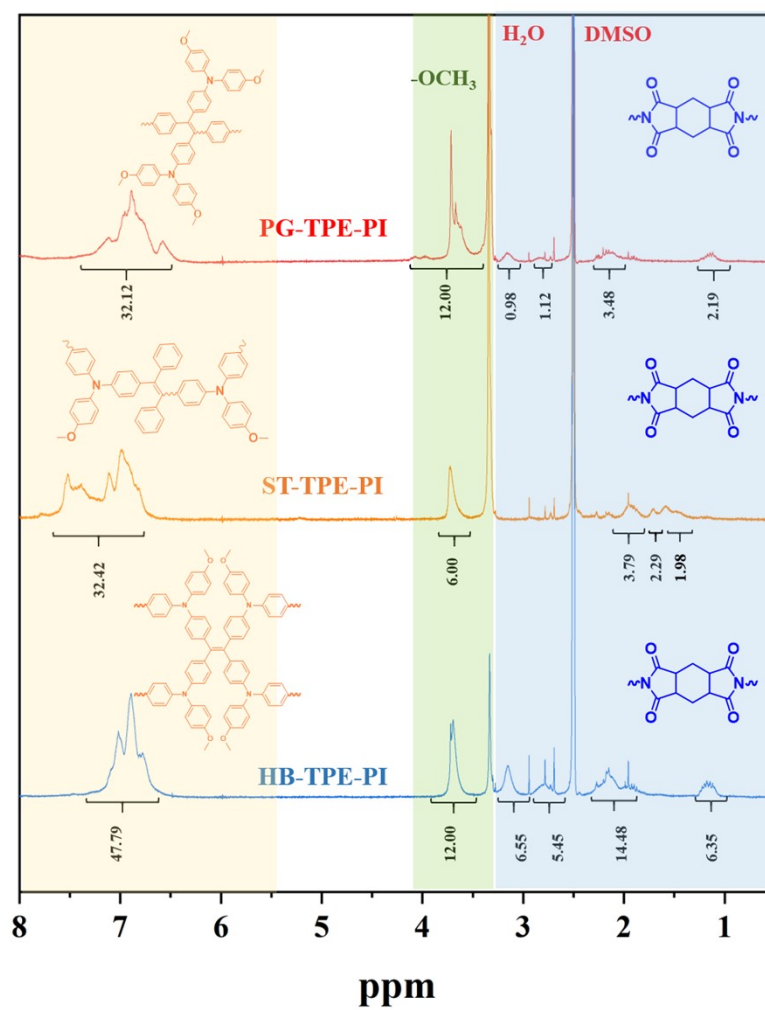 H₂O DMSO
-OCH₃
PG-TPE-PI
32.12 12.00 0.98 1.12 3.48 2.19
ST-TPE-PI
32.42 6.00 3.79 2.29 1.98
HB-TPE-PI
47.79 12.00 6.55 5.45 14.48 6.35
8 7 6 5 4 3 2 1
ppm